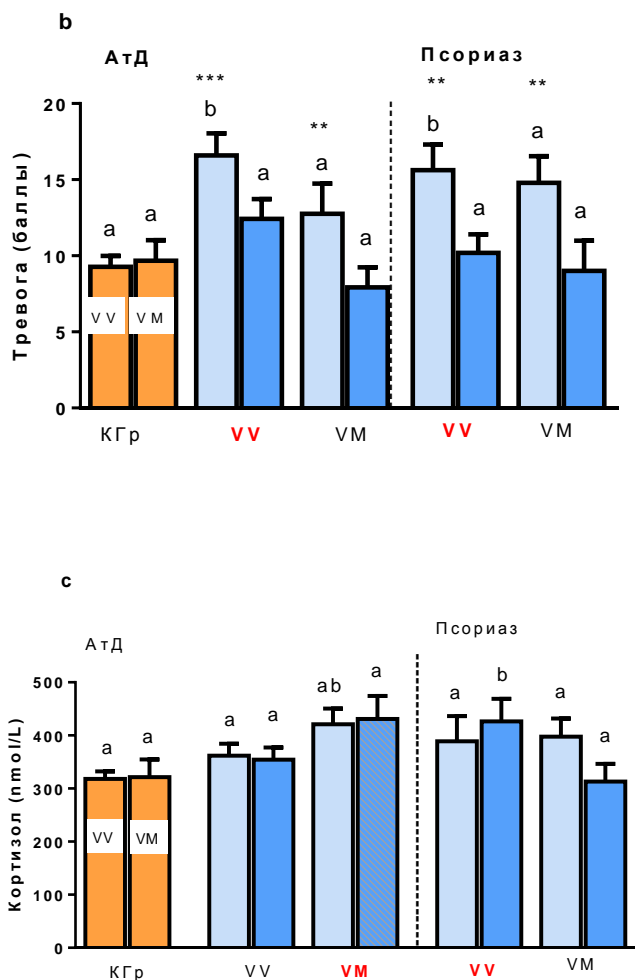 b
АтД Псориаз
*** ** **
b ** b a
20
a a a
15
a a a
10
VV VM
5
0
Тревога (баллы)
КГр VV VM VV VM
c
Псориаз
АтД
500
ab a a b
a a a a a
400
300
VV VM
200
100
0
Кортизол (nmol/L)
КГр VV VM VV VM